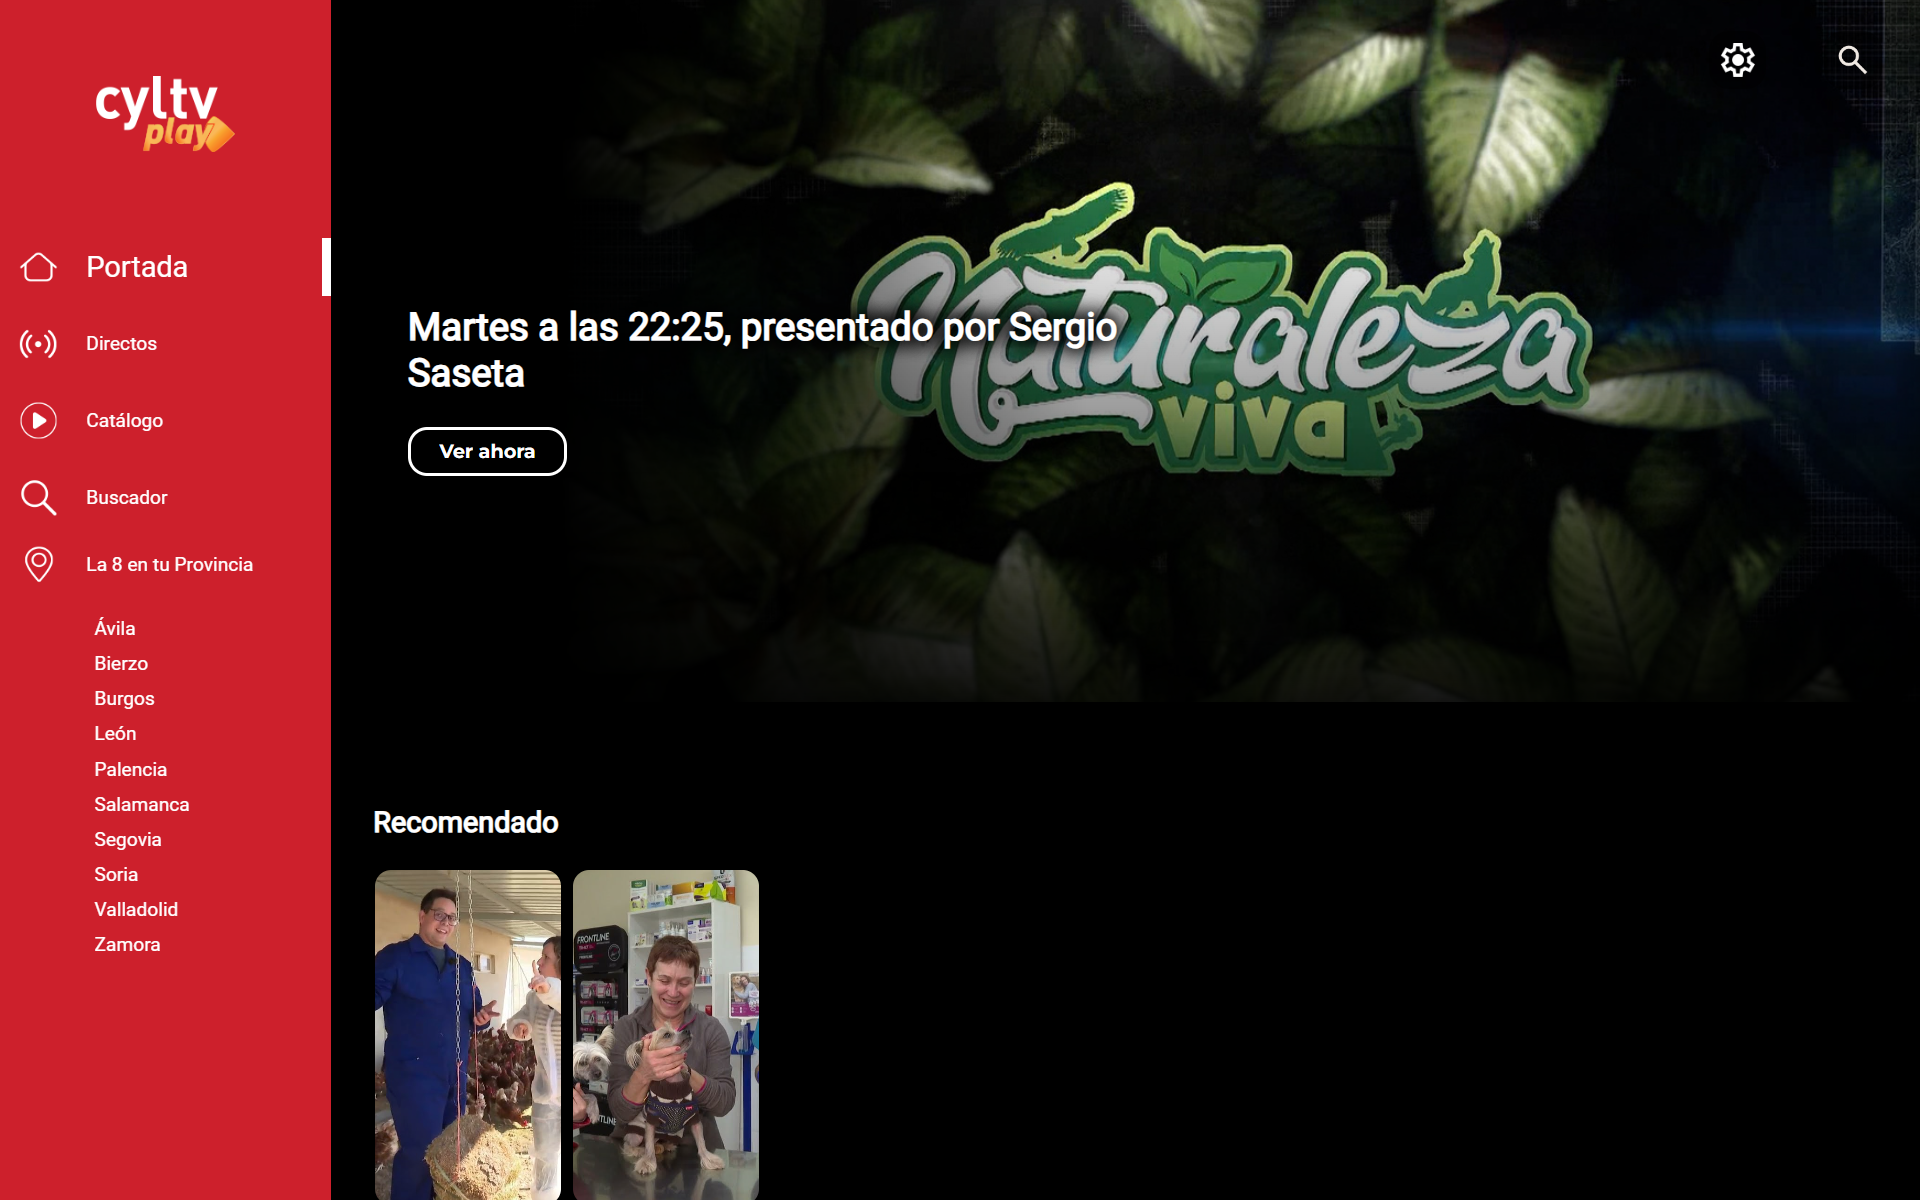 cyltv
play
Portada
Directos
Catálogo
Buscador
La 8 en tu Provincia
Ávila
Bierzo
Burgos
León
Palencia
Salamanca
Segovia
Soria
Valladolid
Zamora
Naturaleza
viva
Martes a las 22:25, presentado por Sergio
Saseta
Ver ahora
Recomendado
FRONTLINE